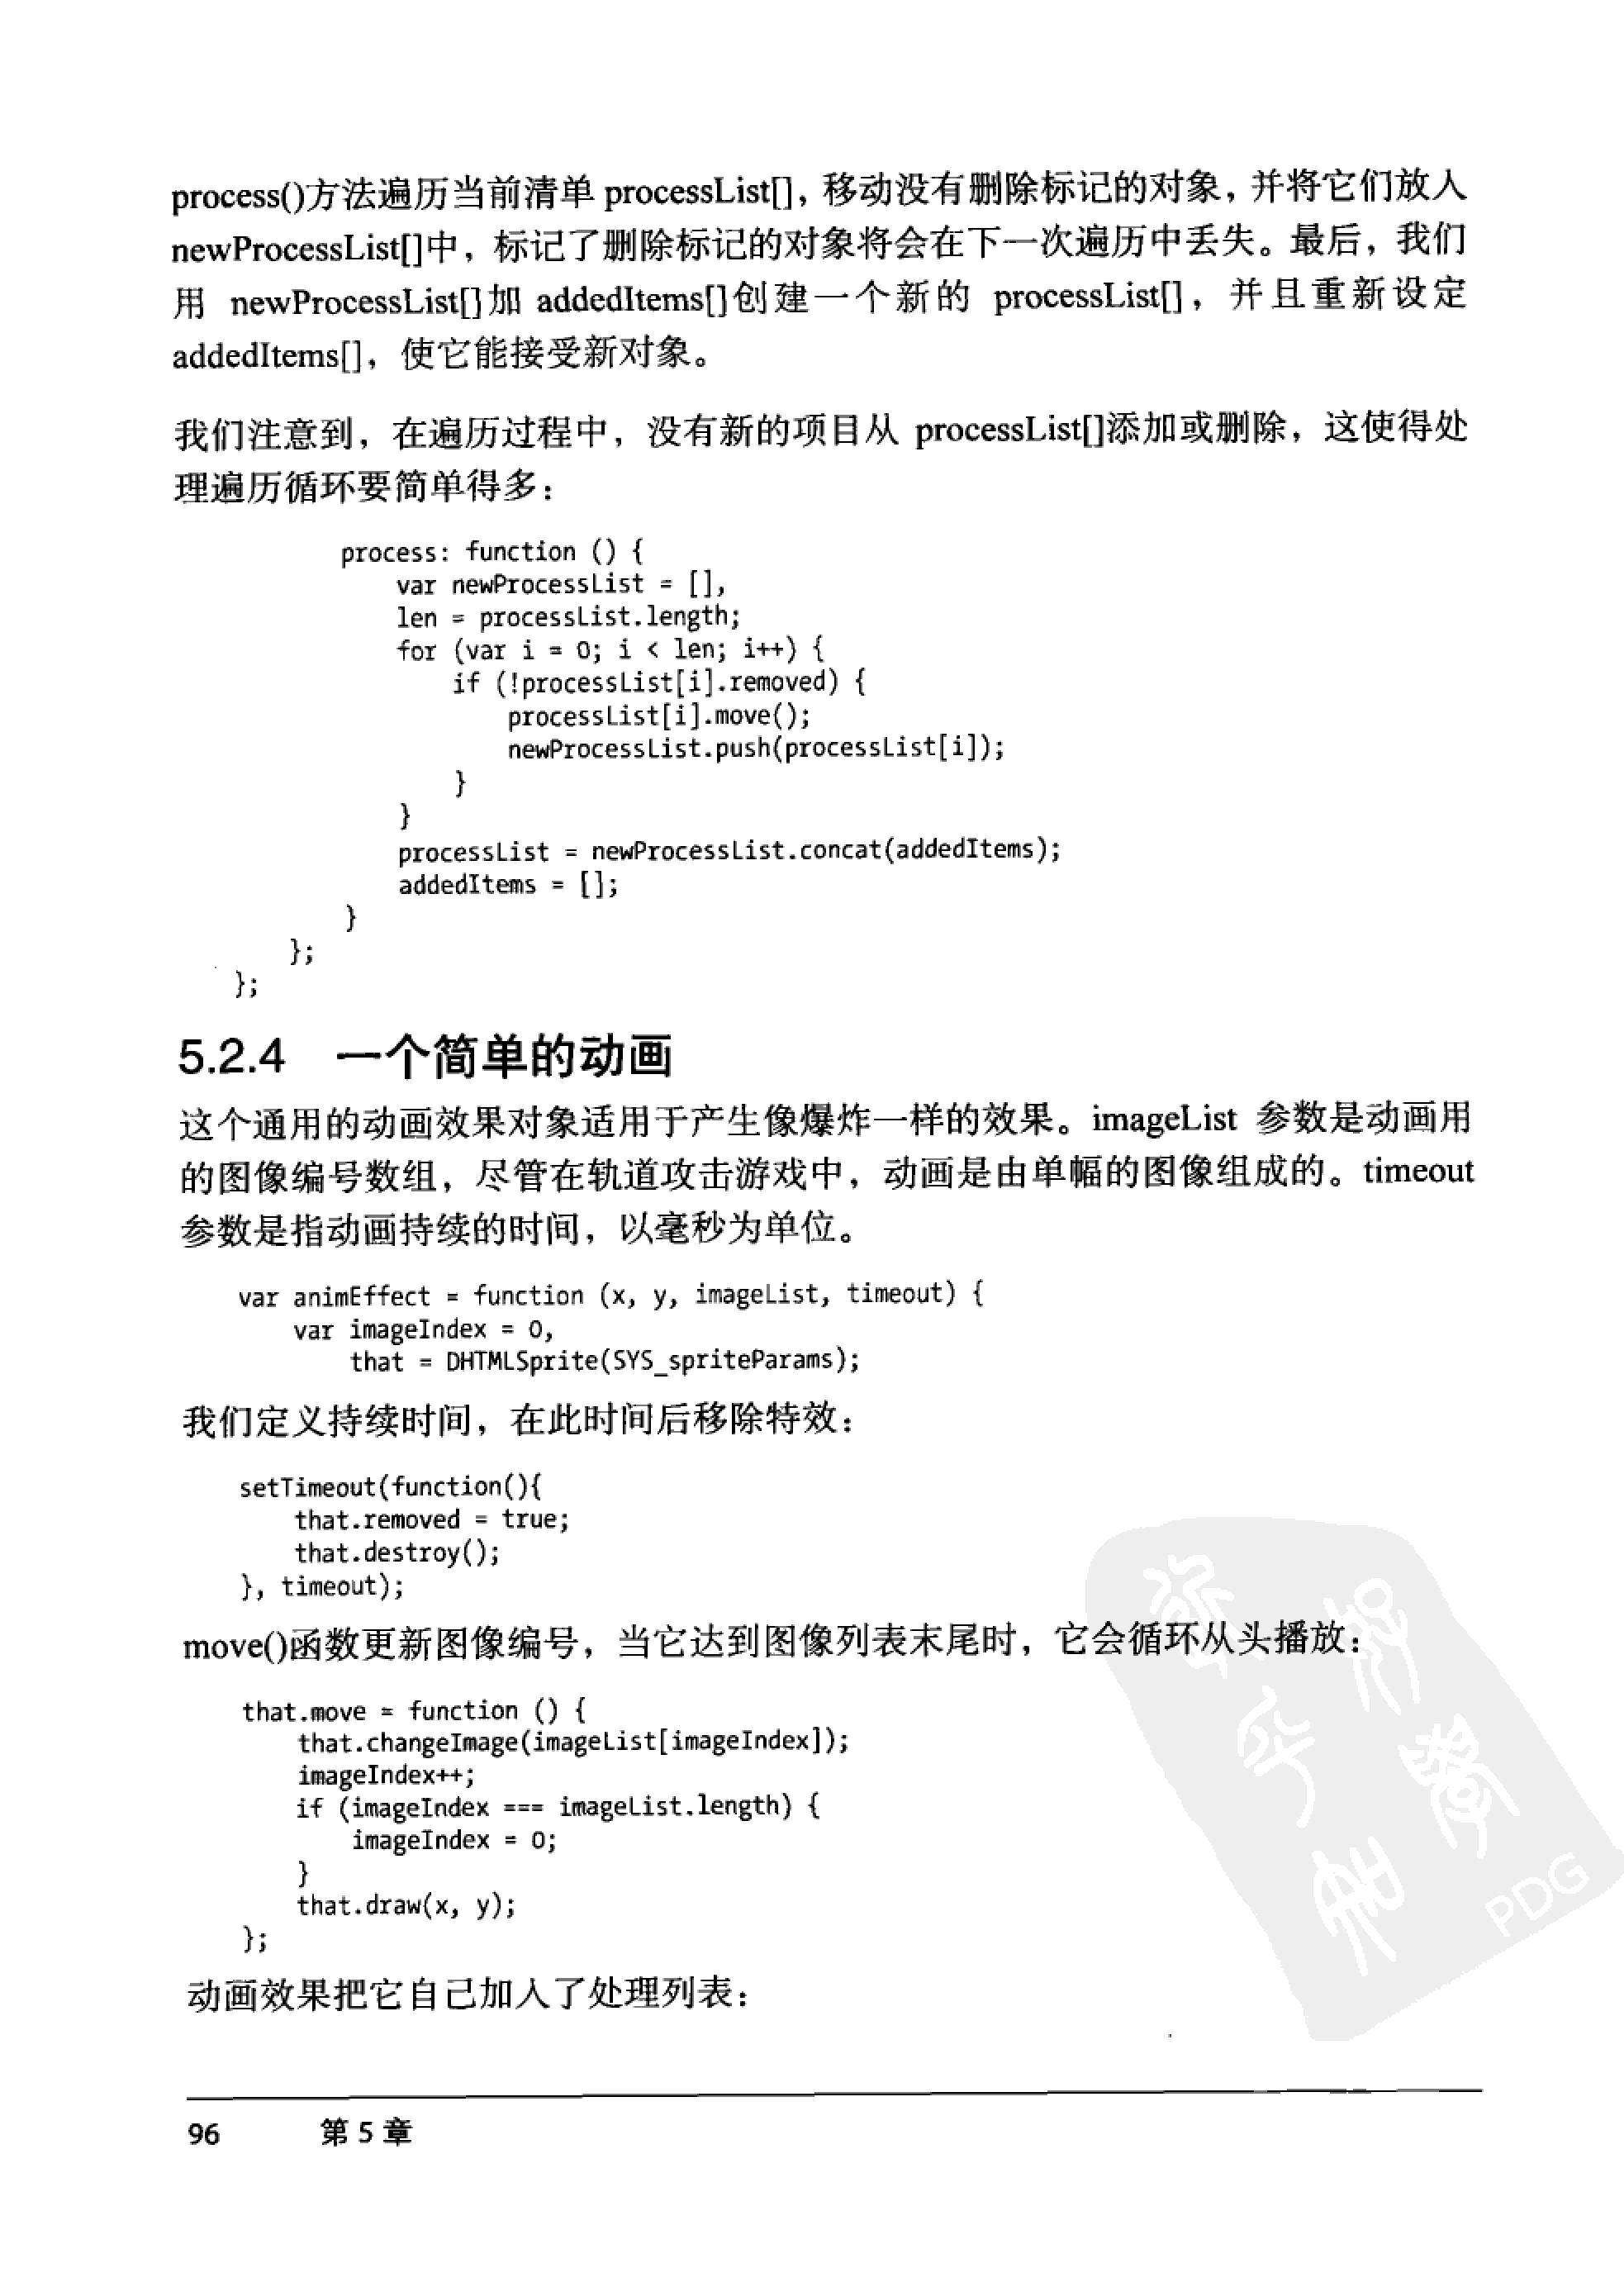 process()方法遍历当前清单 processList[]，移动没有删除标记的对象，并将它们放人
newProcessList[]中，标记了删除标记的对象将会在下一次遍历中丢失。最后，我们
用 newProcessList[]加 addedItems[]创建一个新的 processList[]，并且重新设定
addedItems[]，使它能接受新对象。
我们注意到，在遍历过程中，没有新的项目从 processList[]添加或删除，这使得处
理遍历循环要简单得多：
process: function () {
var newProcessList = [],
len = processList.length;
for (var i = 0; i < len; i++) {
if (!processList[i].removed) {
processList[i].move();
newProcessList.push(processList[i]);
}
}
processList = newProcessList.concat(addedItems);
addedItems = [];
}
};
};
5.2.4 一个简单的动画
这个通用的动画效果对象适用于产生像爆炸一样的效果。imageList 参数是动画用
的图像编号数组，尽管在轨道攻击游戏中，动画是由单幅的图像组成的。timeout
参数是指动画持续的时间，以毫秒为单位。
var animEffect = function (x, y, imageList, timeout) {
var imageIndex = 0,
that = DHTMLSprite(SYS_spriteParams);
我们定义持续时间，在此时间后移除特效：
setTimeout(function(){
that.removed = true;
that.destroy();
}, timeout);
move()函数更新图像编号，当它达到图像列表末尾时，它会循环从头播放：
that.move = function () {
that.changeImage(imageList[imageIndex]);
imageIndex++;
if (imageIndex === imageList.length) {
imageIndex = 0;
}
that.draw(x, y);
};
PDG
动画效果把它自己加入了处理列表：
96 第 5 章